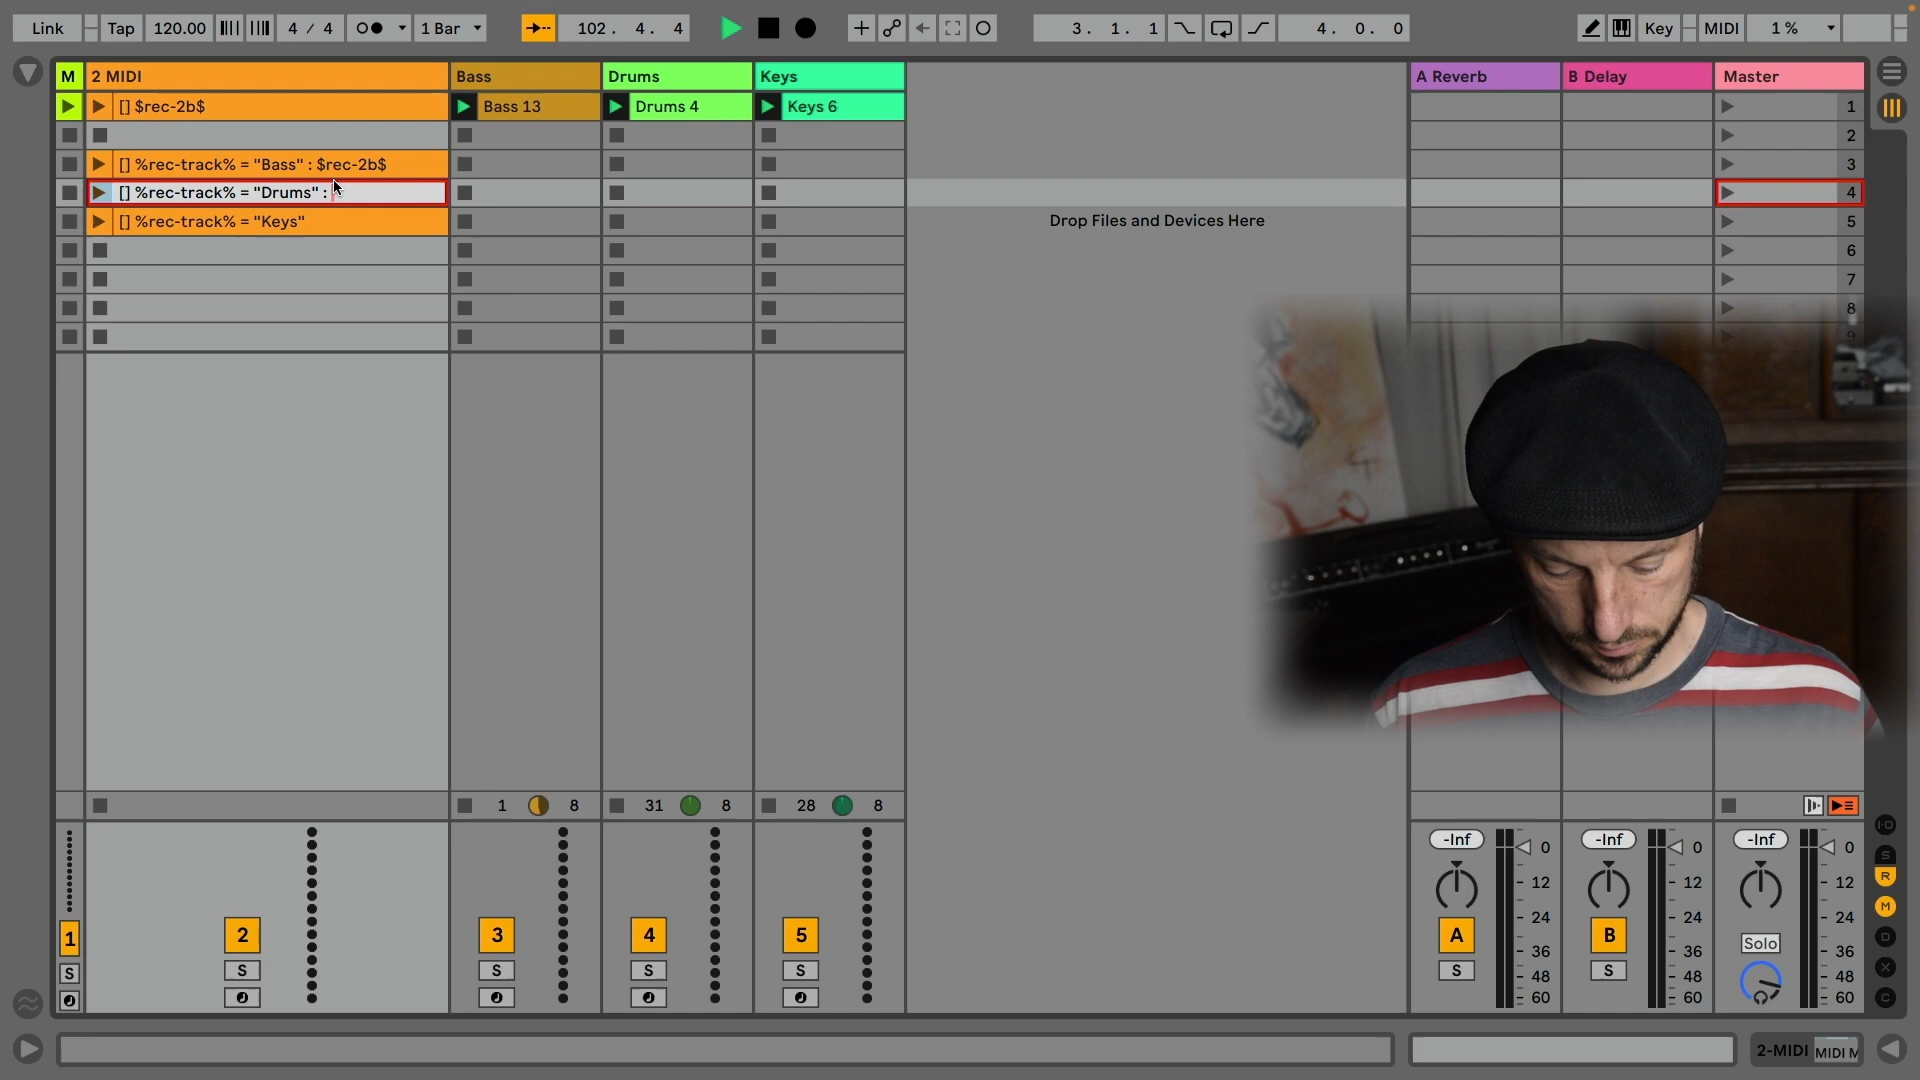 Link Tap 120.00 4 / 4 1 Bar 102. 4. 4 3. 1. 1 4. 0. 0 Key MIDI 1 %
M 2 MIDI Bass Drums Keys A Reverb B Delay Master
[] $rec-2b$ Bass 13 Drums 4 Keys 6 1
2
[] %rec-track% = "Bass" : $rec-2b$ 3
[] %rec-track% = "Drums" : 4
[] %rec-track% = "Keys" Drop Files and Devices Here 5
6
7
8
9
1 8 31 8 28 8
-Inf 0 -Inf 0 -Inf 0
12 12 12
24 24 24
1 2 3 4 5 A B 36 36 Solo 36
S S S S S S S 48 48 48
60 60 60
I·O
S
R
M
D
X
C
2-MIDI MIDI M